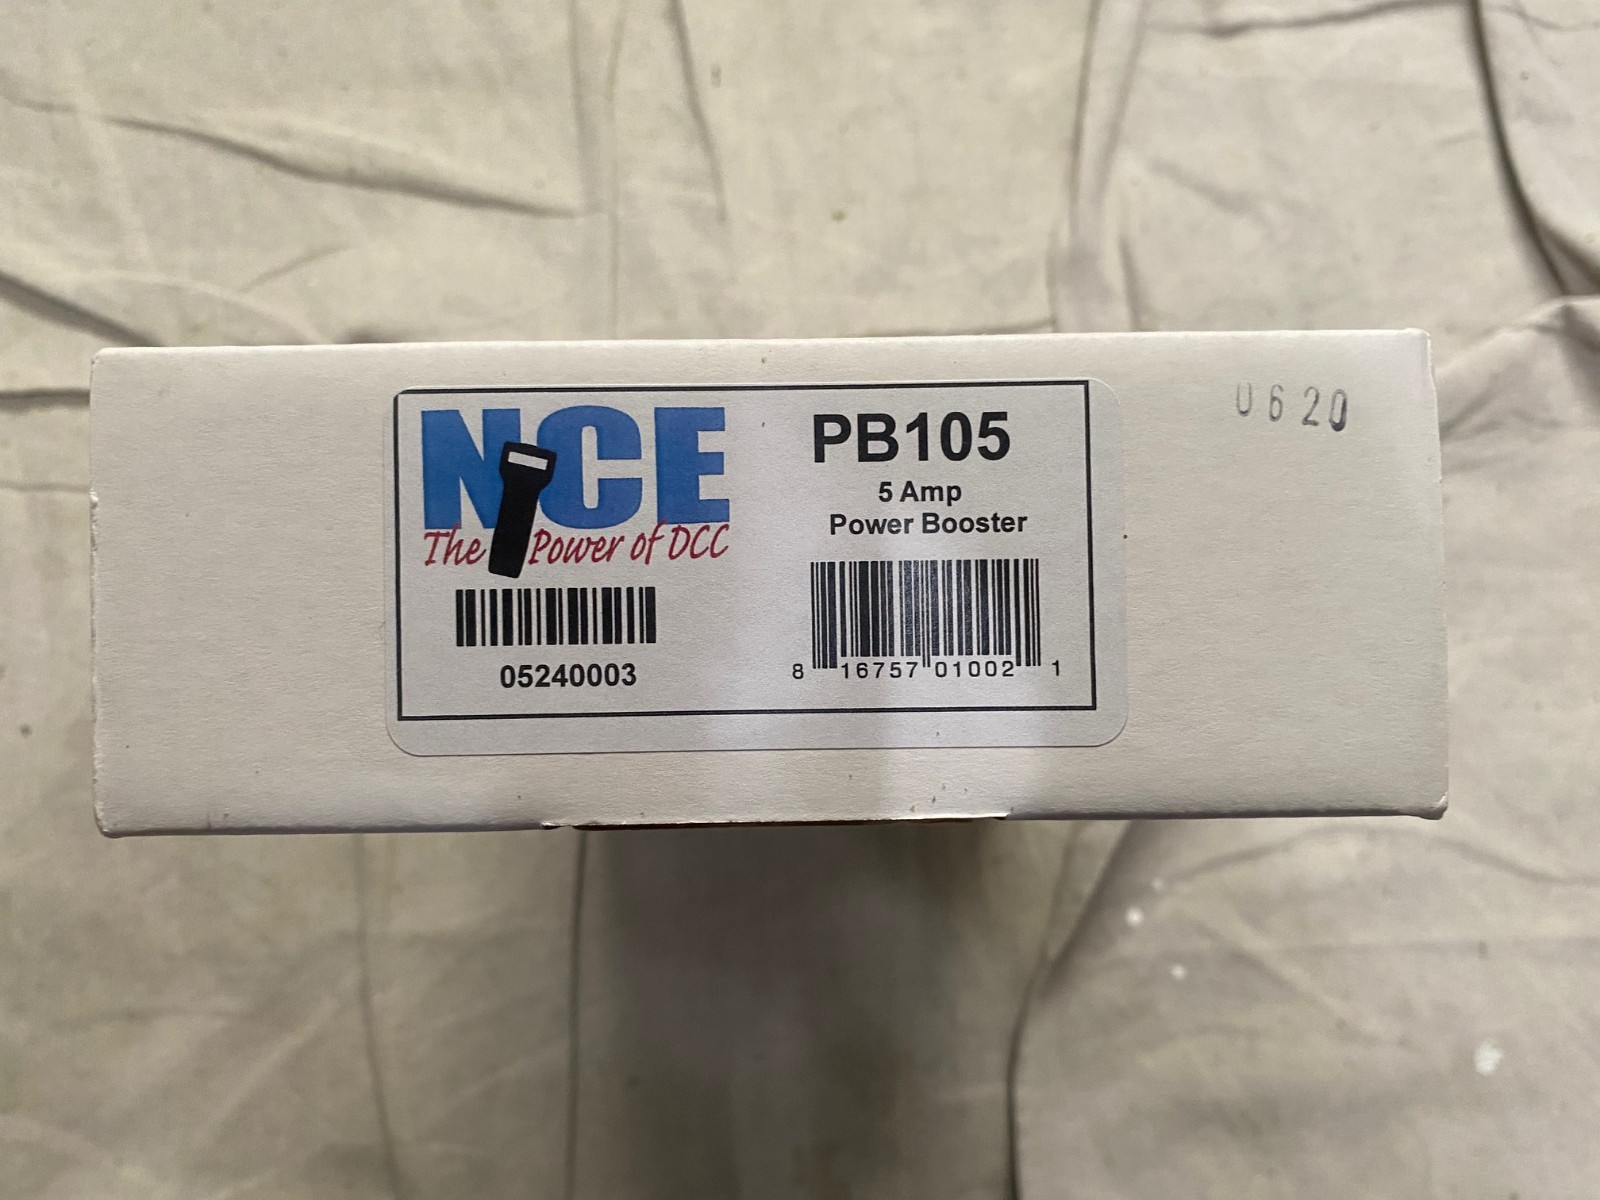 NCE
The Power of DCC
05240003
PB105
5 Amp
Power Booster
8 16757 01002 1
0620